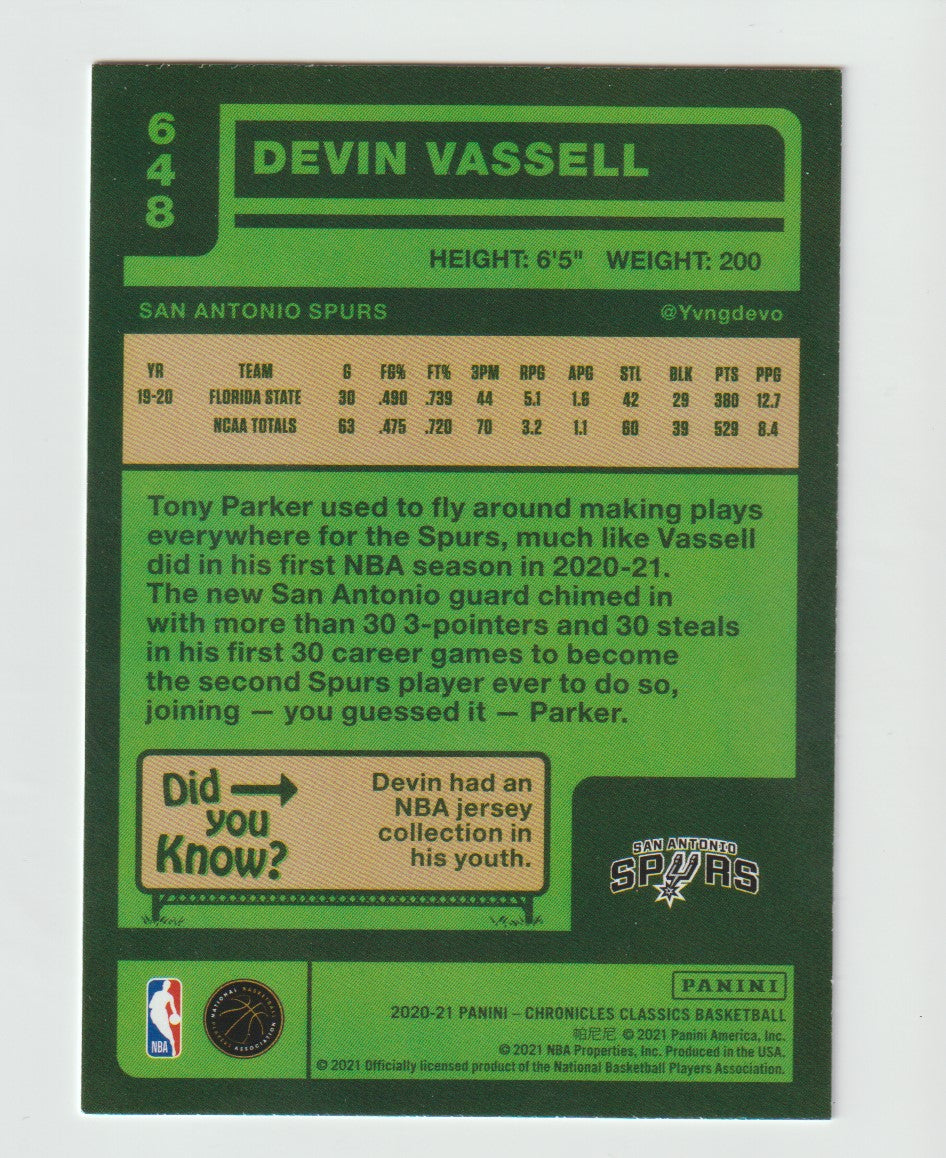 648
DEVIN VASSELL
HEIGHT: 6'5" WEIGHT: 200
SAN ANTONIO SPURS @Yvngdevo
YR TEAM G FG% FT% 3PM RPG APG STL BLK PTS PPG
19-20 FLORIDA STATE 30 .490 .739 44 5.1 1.6 42 29 380 12.7
NCAA TOTALS 63 .475 .720 70 3.2 1.1 60 39 529 8.4
Tony Parker used to fly around making plays
everywhere for the Spurs, much like Vassell
did in his first NBA season in 2020-21.
The new San Antonio guard chimed in
with more than 30 3-pointers and 30 steals
in his first 30 career games to become
the second Spurs player ever to do so,
joining — you guessed it — Parker.
Did
you
Know?
Devin had an
NBA jersey
collection in
his youth.
SAN ANTONIO
SPURS
NBA
NATIONAL BASKETBALL
PLAYERS ASSOCIATION
PANINI
2020-21 PANINI – CHRONICLES CLASSICS BASKETBALL
帕尼尼 © 2021 Panini America, Inc.
© 2021 NBA Properties, Inc. Produced in the USA.
© 2021 Officially licensed product of the National Basketball Players Association.